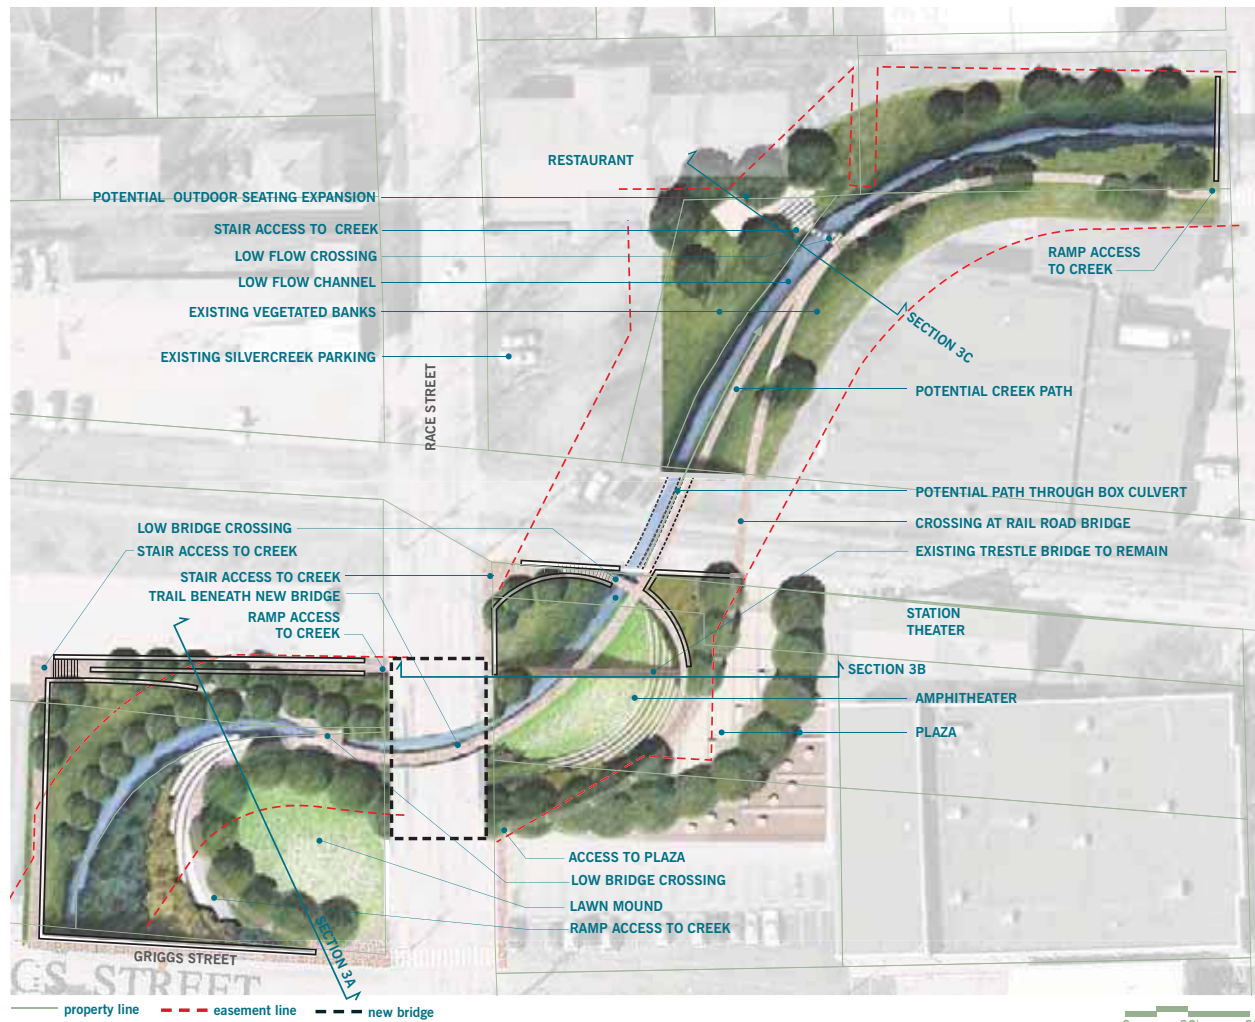 RESTAURANT
POTENTIAL OUTDOOR SEATING EXPANSION
STAIR ACCESS TO CREEK
LOW FLOW CROSSING
LOW FLOW CHANNEL
EXISTING VEGETATED BANKS
EXISTING SILVERCREEK PARKING
RACE STREET
RAMP ACCESS
TO CREEK
SECTION 3C
POTENTIAL CREEK PATH
POTENTIAL PATH THROUGH BOX CULVERT
CROSSING AT RAIL ROAD BRIDGE
EXISTING TRESTLE BRIDGE TO REMAIN
LOW BRIDGE CROSSING
STAIR ACCESS TO CREEK
STAIR ACCESS TO CREEK
TRAIL BENEATH NEW BRIDGE
RAMP ACCESS
TO CREEK
STATION
THEATER
SECTION 3B
AMPHITHEATER
PLAZA
ACCESS TO PLAZA
LOW BRIDGE CROSSING
LAWN MOUND
RAMP ACCESS TO CREEK
SECTION 3A
GRIGGS STREET
GS STREET
property line
easement line
new bridge